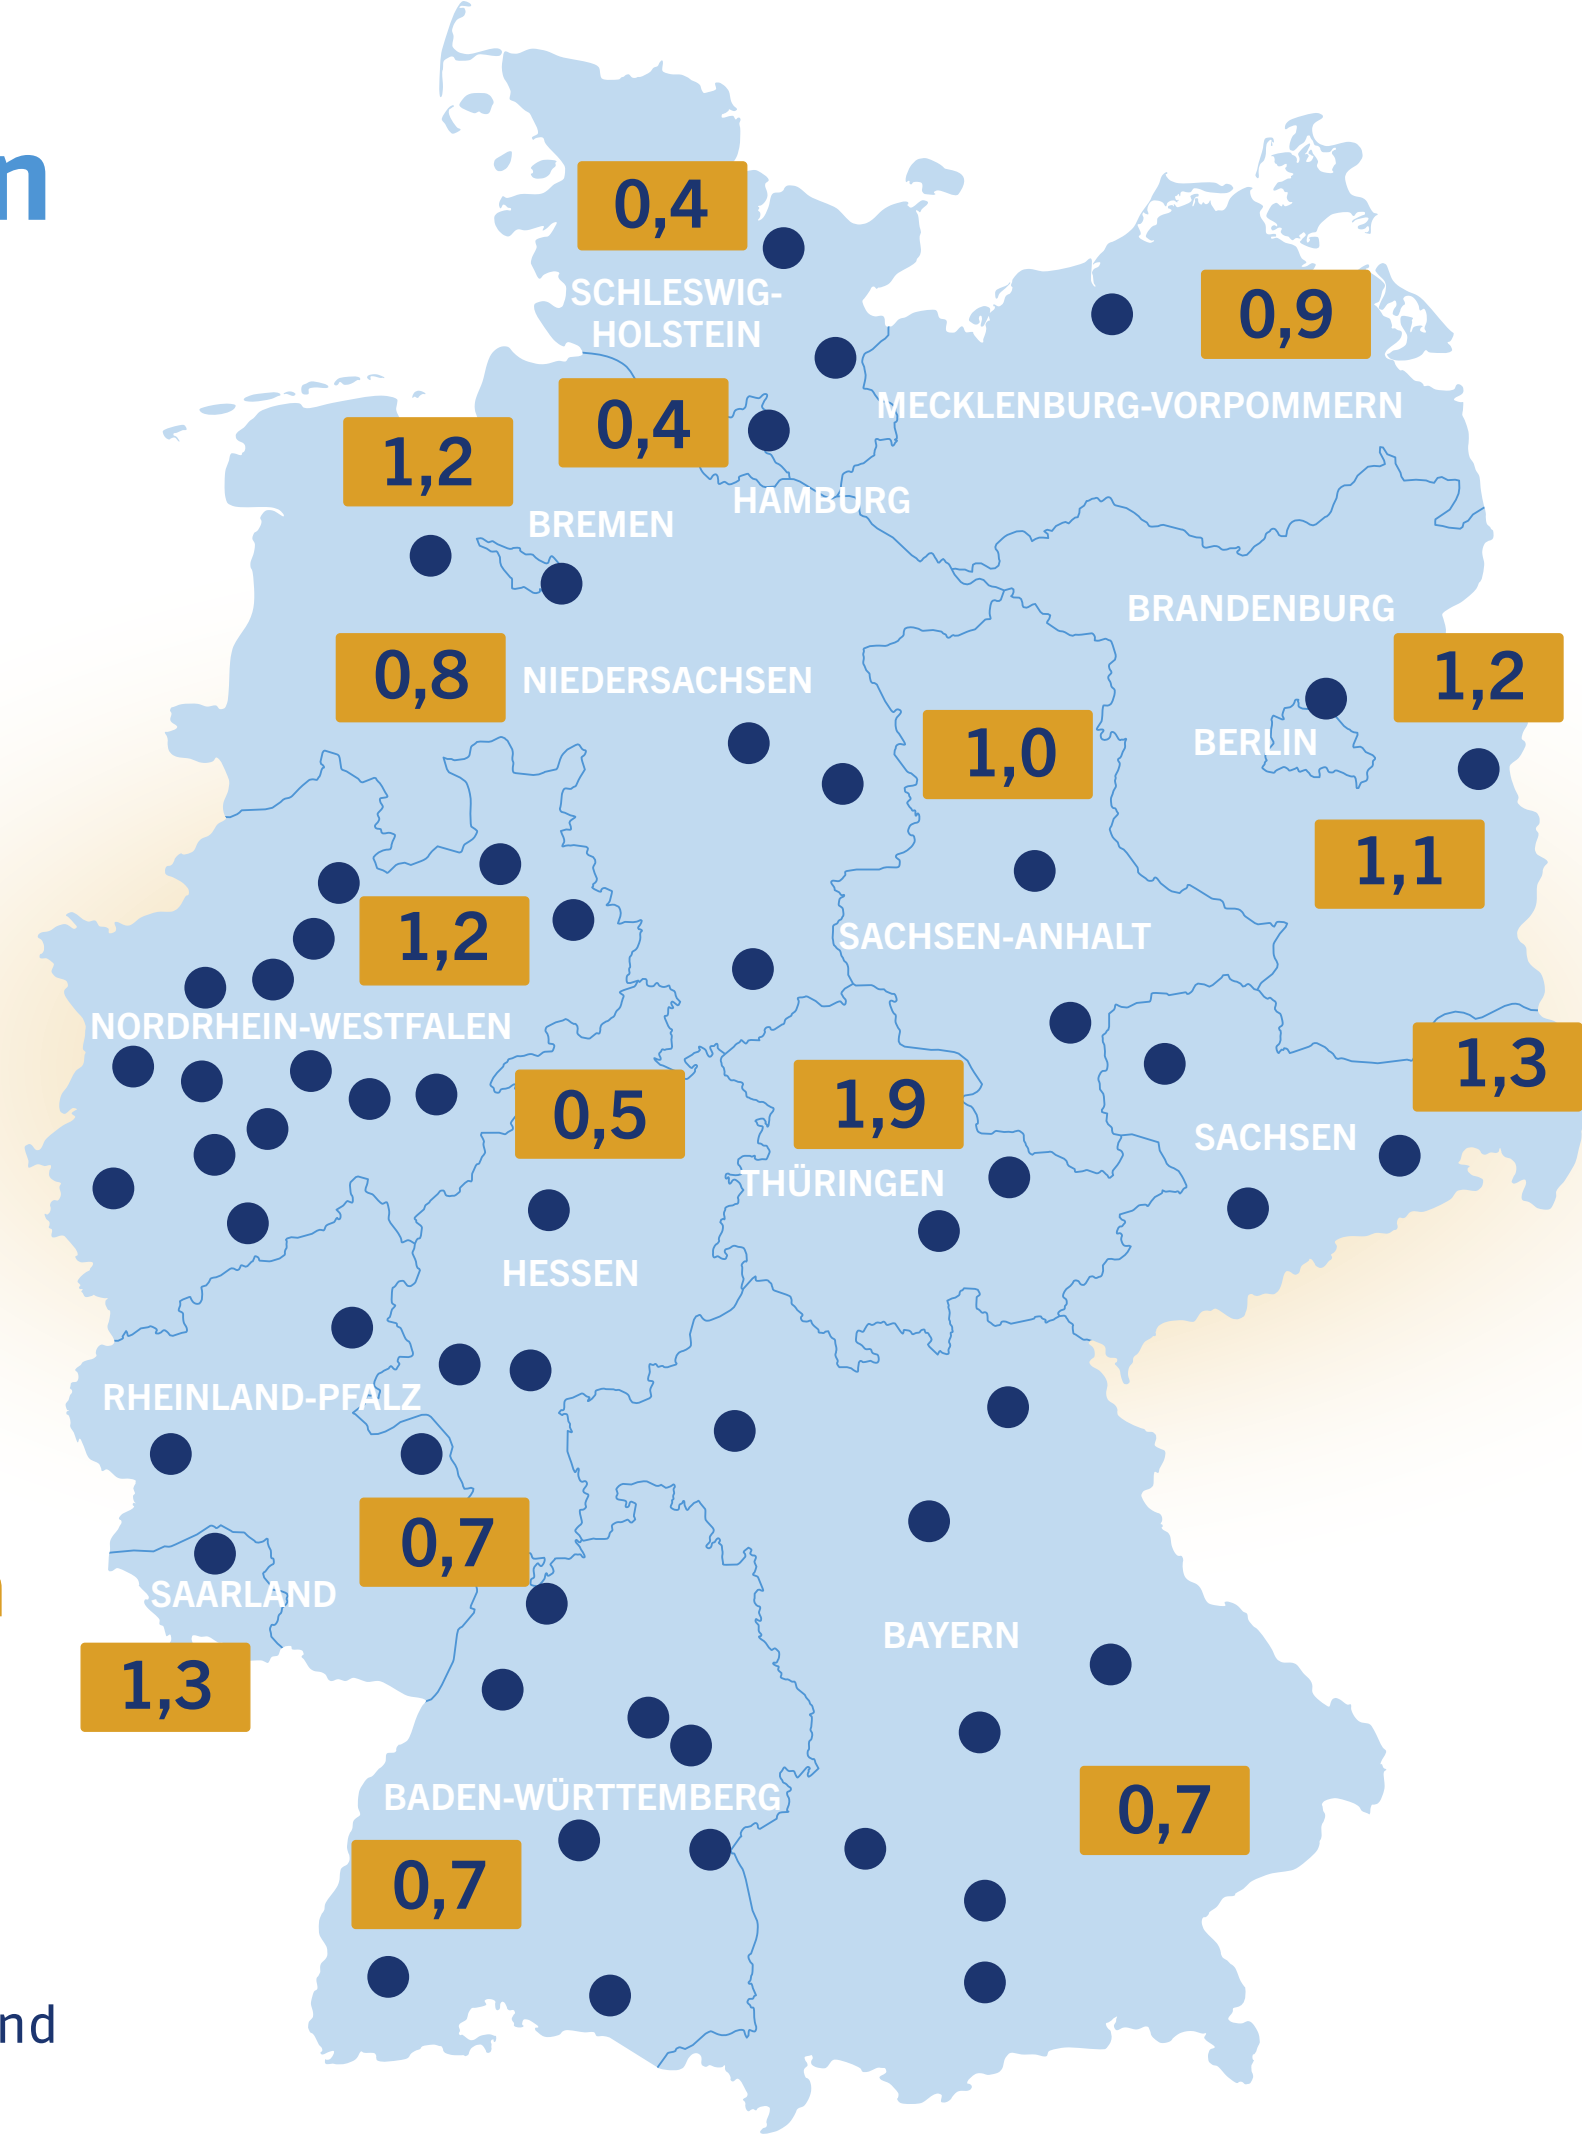 n
0,4
SCHLESWIG-
HOLSTEIN
0,9
MECKLENBURG-VORPOMMERN
0,4
HAMBURG
1,2
BREMEN
BRANDENBURG
0,8
NIEDERSACHSEN
1,2
BERLIN
1,0
1,1
SACHSEN-ANHALT
1,2
NORDRHEIN-WESTFALEN
1,3
SACHSEN
0,5
1,9
THÜRINGEN
HESSEN
RHEINLAND-PFALZ
0,7
SAARLAND
1,3
BAYERN
0,7
BADEN-WÜRTTEMBERG
0,7
nd